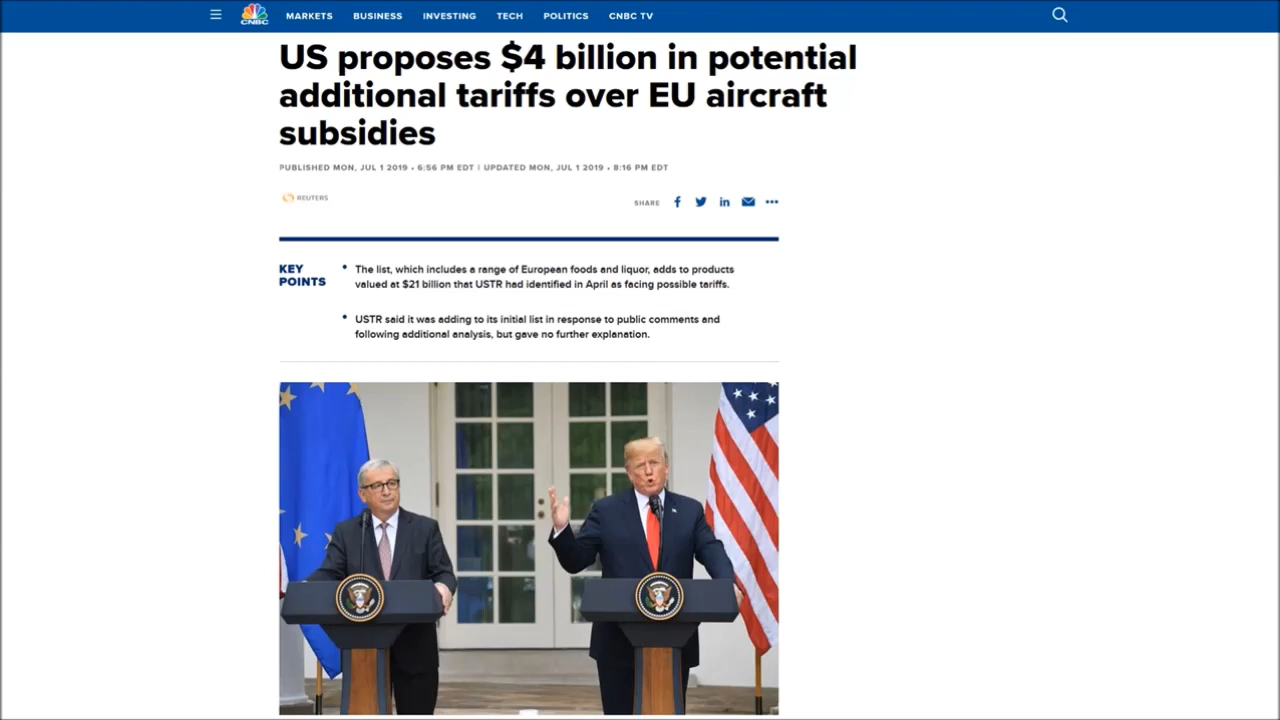 CNBC
MARKETS BUSINESS INVESTING TECH POLITICS CNBC TV
US proposes $4 billion in potential
additional tariffs over EU aircraft
subsidies
PUBLISHED MON, JUL 1 2019 • 6:56 PM EDT | UPDATED MON, JUL 1 2019 • 8:16 PM EDT
REUTERS
SHARE
KEY
POINTS
• The list, which includes a range of European foods and liquor, adds to products
valued at $21 billion that USTR had identified in April as facing possible tariffs.
• USTR said it was adding to its initial list in response to public comments and
following additional analysis, but gave no further explanation.